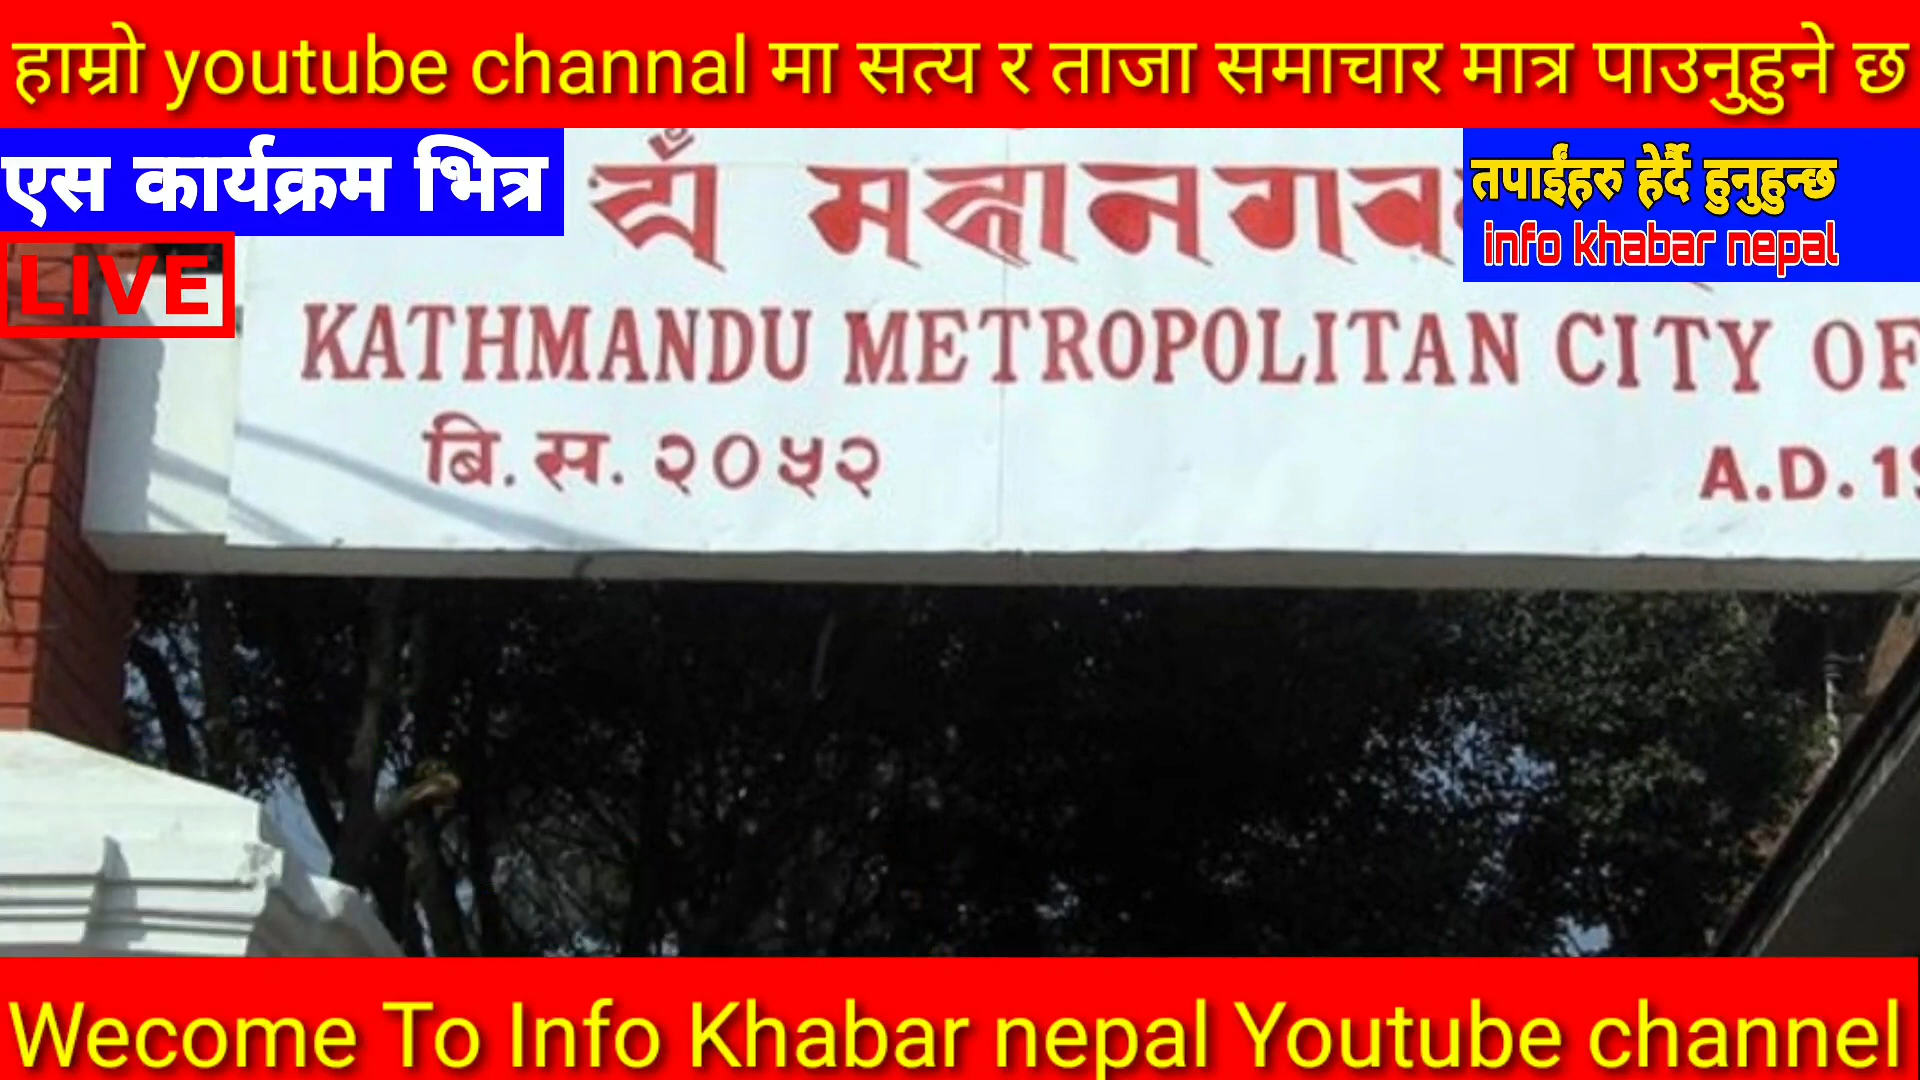 हाम्रो youtube channal मा सत्य र ताजा समाचार मात्र पाउनुहुने छ
एस कार्यक्रम भित्र
तपाईंहरु हेर्दै हुनुहुन्छ
info khabar nepal
LIVE
KATHMANDU METROPOLITAN CITY OF
बि.स.२०५२
A.D.19
Wecome To Info Khabar nepal Youtube channel